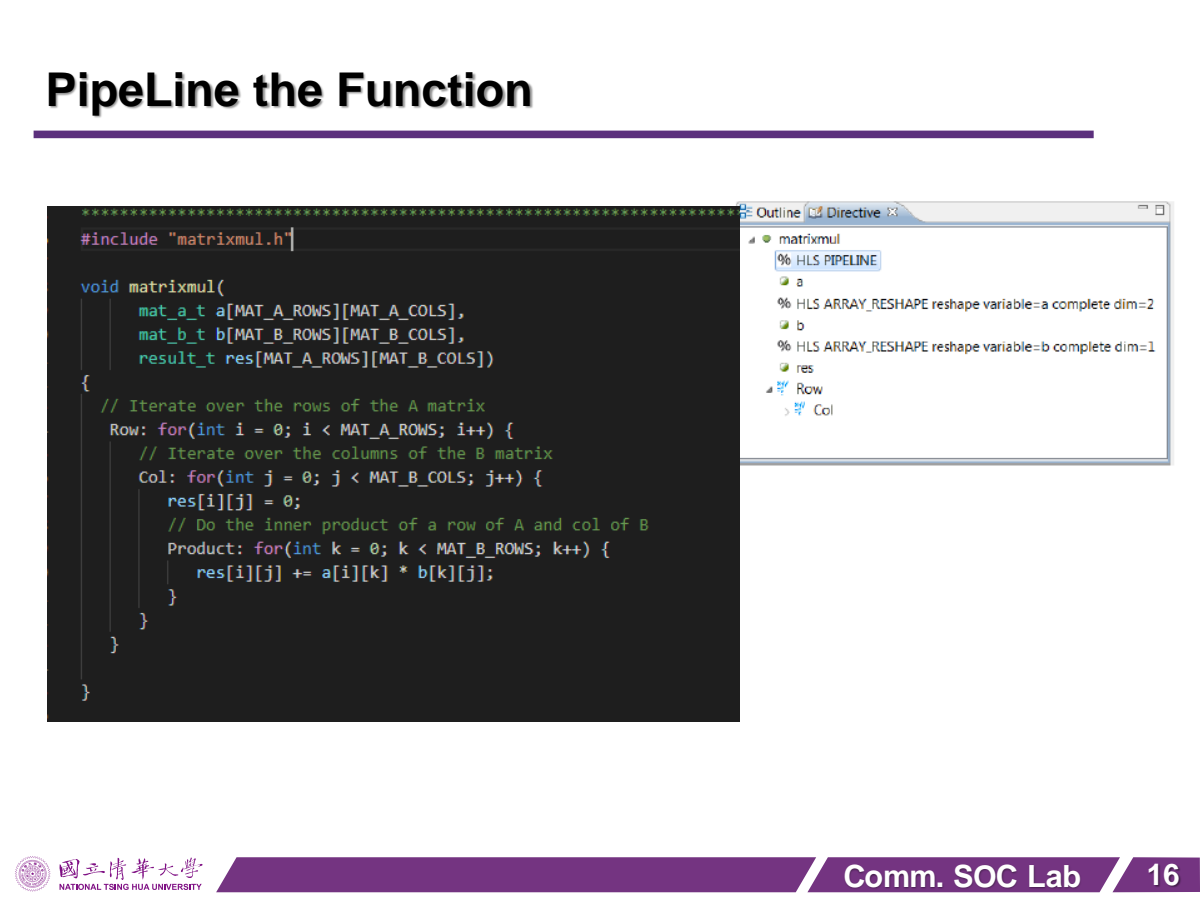 PipeLine the Function
*********************************************************************
#include "matrixmul.h"
void matrixmul(
mat_a_t a[MAT_A_ROWS][MAT_A_COLS],
mat_b_t b[MAT_B_ROWS][MAT_B_COLS],
result_t res[MAT_A_ROWS][MAT_B_COLS])
{
// Iterate over the rows of the A matrix
Row: for(int i = 0; i < MAT_A_ROWS; i++) {
// Iterate over the columns of the B matrix
Col: for(int j = 0; j < MAT_B_COLS; j++) {
res[i][j] = 0;
// Do the inner product of a row of A and col of B
Product: for(int k = 0; k < MAT_B_ROWS; k++) {
res[i][j] += a[i][k] * b[k][j];
}
}
}
}
Outline Directive
matrixmul
% HLS PIPELINE
a
% HLS ARRAY_RESHAPE reshape variable=a complete dim=2
b
% HLS ARRAY_RESHAPE reshape variable=b complete dim=1
res
Row
Col
國立清華大學
NATIONAL TSING HUA UNIVERSITY
Comm. SOC Lab
16